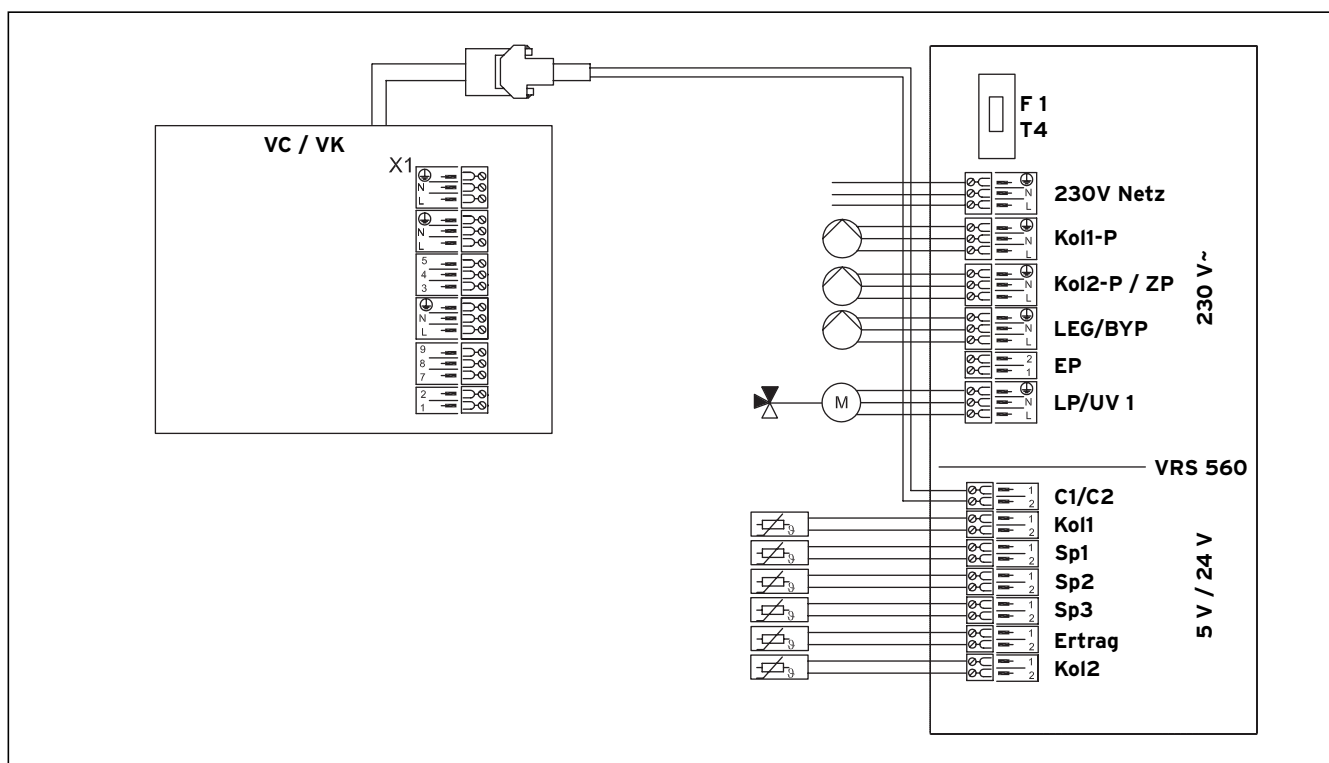 VC / VK
X1
N
L
N
L
5
4
3
N
L
9
8
7
2
1
F 1
T4
N
L
230V Netz
N
L
Kol1-P
N
L
Kol2-P / ZP
N
L
LEG/BYP
2
1
EP
N
L
LP/UV 1
M
230 V~
VRS 560
1
2
C1/C2
1
2
Kol1
1
2
Sp1
1
2
Sp2
1
2
Sp3
1
2
Ertrag
1
2
Kol2
5 V / 24 V
ϑ
ϑ
ϑ
ϑ
ϑ
ϑ